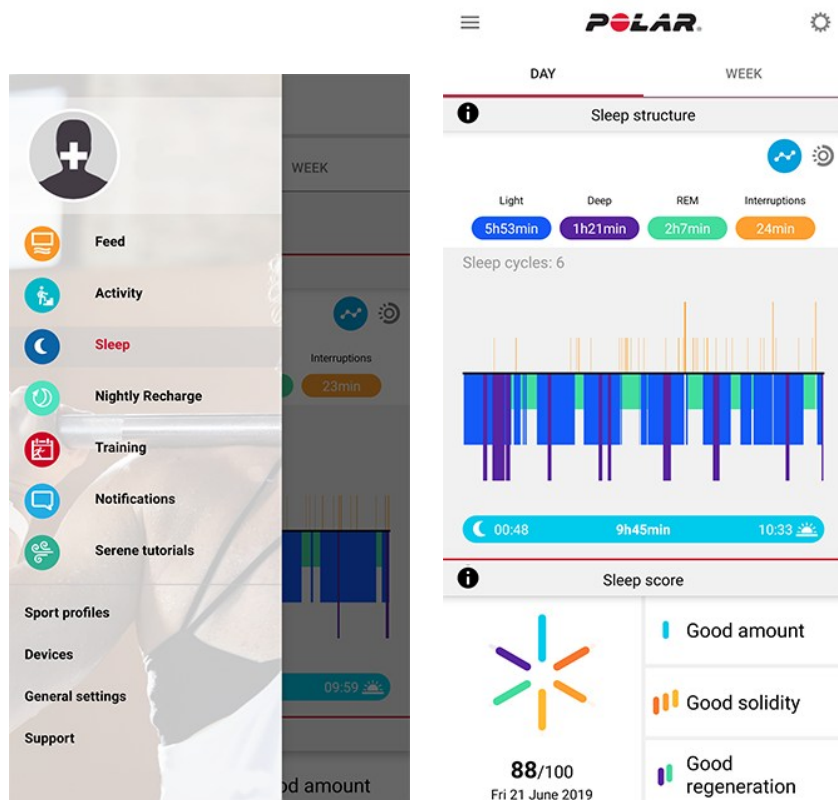 WEEK
Feed
Activity
Sleep
Interruptions
Nightly Recharge
23min
Training
Notifications
Serene tutorials
Sport profiles
Devices
09:59
General settings
Support
od amount
POLAR.
DAY WEEK
Sleep structure
Light Deep REM Interruptions
5h53min 1h21min 2h7min 24min
Sleep cycles: 6
00:48 9h45min 10:33
Sleep score
Good amount
Good solidity
88/100
Fri 21 June 2019
Good
regeneration